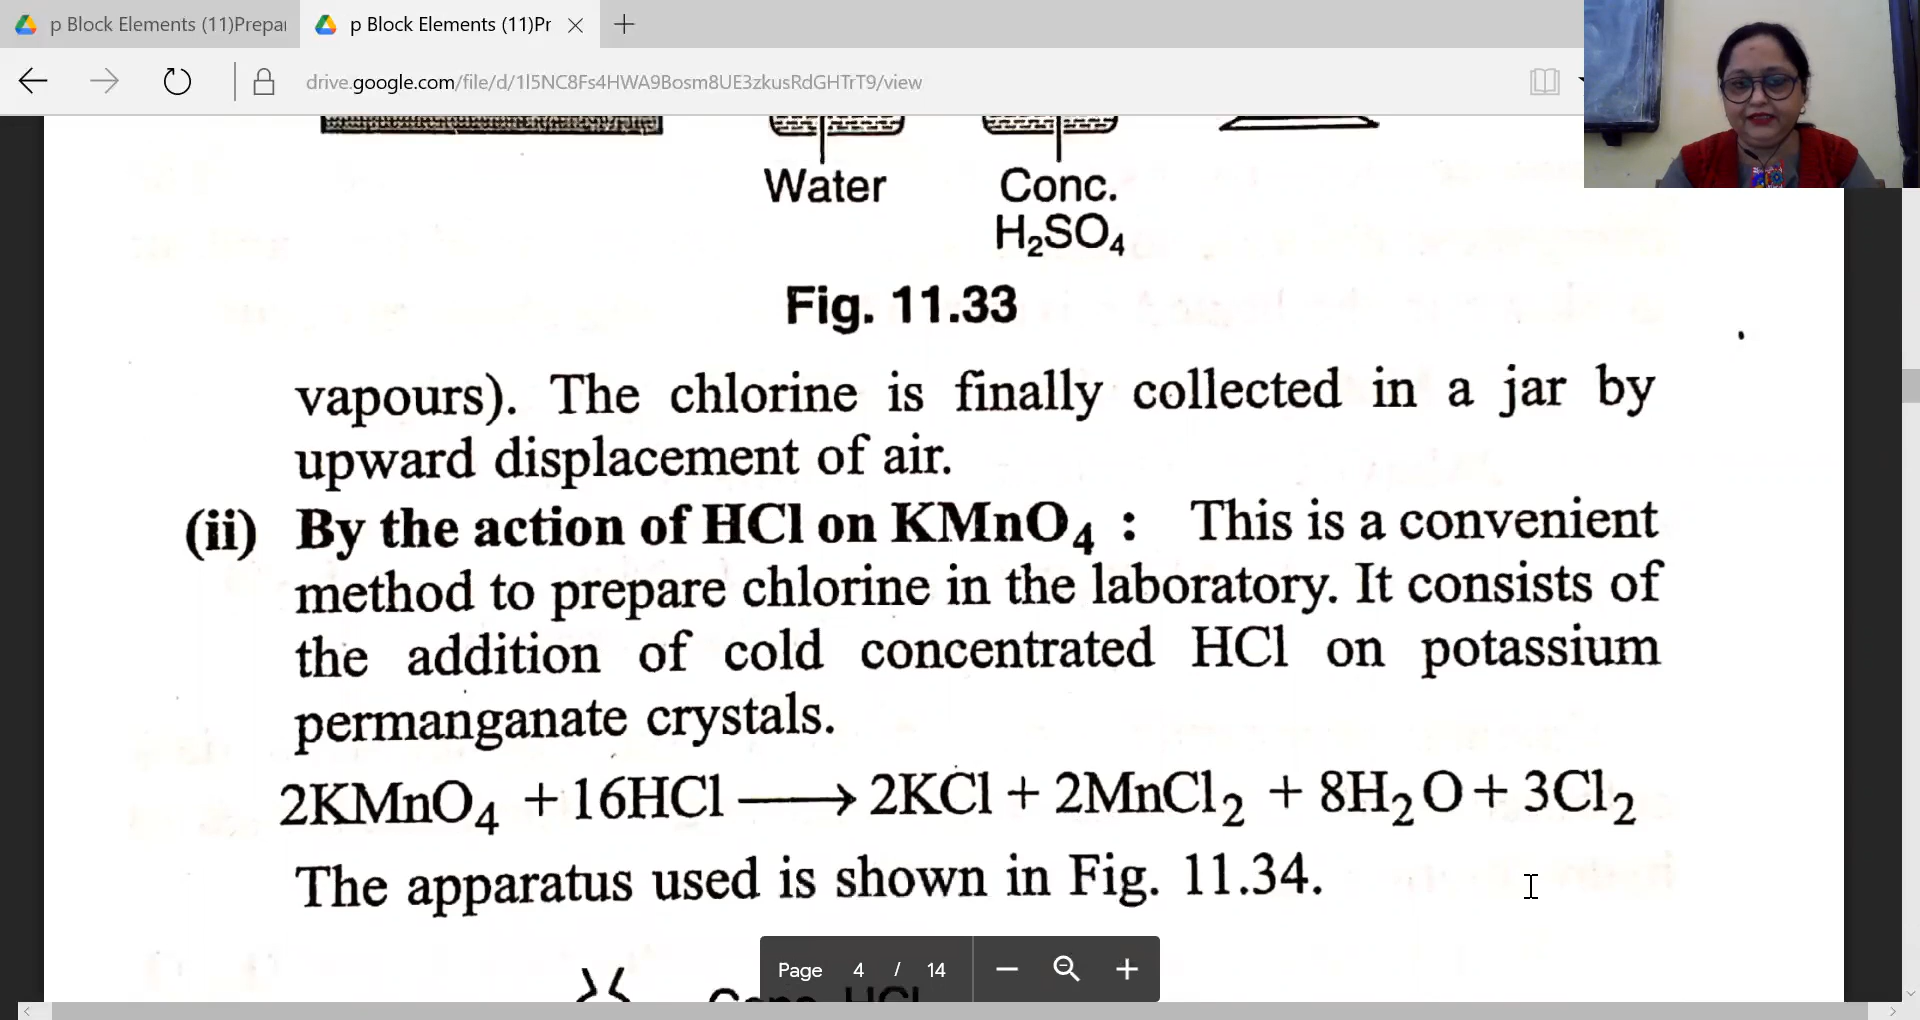 p Block Elements (11)Prepar
p Block Elements (11)Pr
drive.google.com/file/d/1l5NC8Fs4HWA9Bosm8UE3zkusRdGHTrT9/view
Water
Conc.
H₂SO₄
Fig. 11.33
vapours). The chlorine is finally collected in a jar by
upward displacement of air.
(ii) By the action of HCl on KMnO₄ : This is a convenient
method to prepare chlorine in the laboratory. It consists of
the addition of cold concentrated HCl on potassium
permanganate crystals.
2KMnO₄ + 16HCl ⟶ 2KCl + 2MnCl₂ + 8H₂O + 3Cl₂
The apparatus used is shown in Fig. 11.34.
Page 4 / 14
Conc. HCl